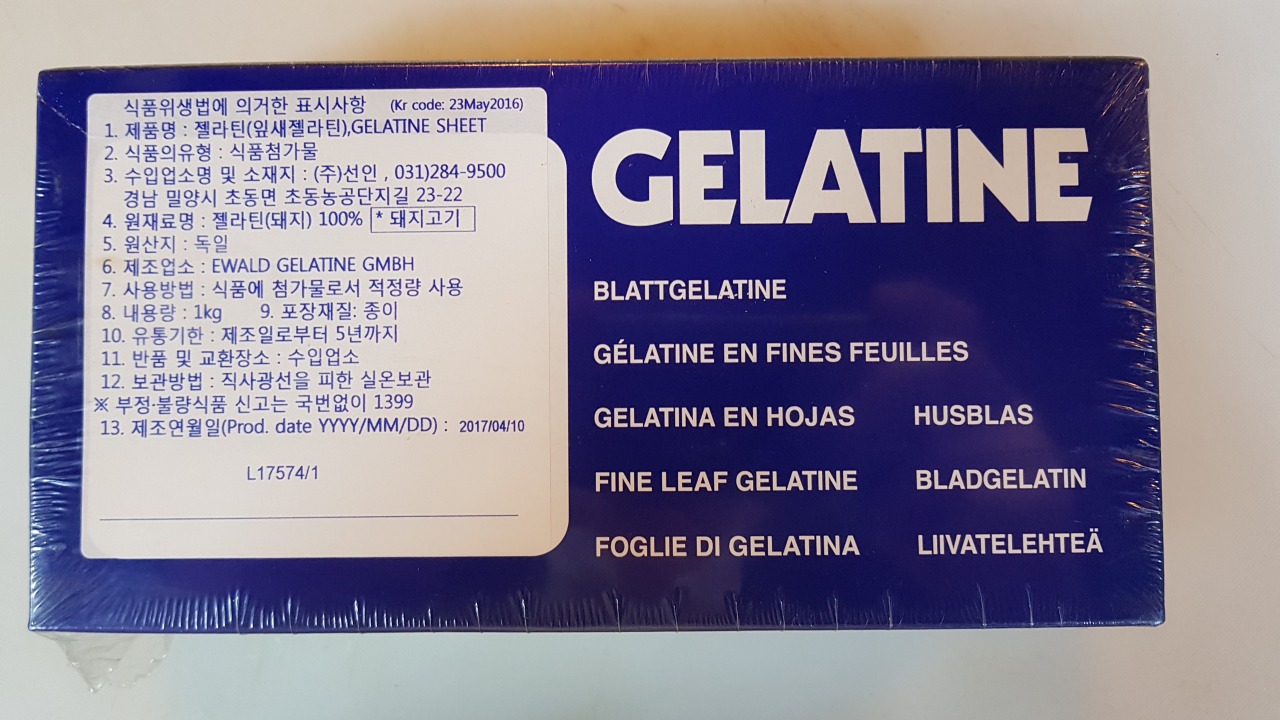 식품위생법에 의거한 표시사항 (Kr code: 23May2016)
1. 제품명 : 젤라틴(잎새젤라틴),GELATINE SHEET
2. 식품의유형 : 식품첨가물
3. 수입업소명 및 소재지 : (주)선인 , 031)284-9500
경남 밀양시 초동면 초동농공단지길 23-22
4. 원재료명 : 젤라틴(돼지) 100% * 돼지고기
5. 원산지 : 독일
6. 제조업소 : EWALD GELATINE GMBH
7. 사용방법 : 식품에 첨가물로서 적정량 사용
8. 내용량 : 1kg 9. 포장재질: 종이
10. 유통기한 : 제조일로부터 5년까지
11. 반품 및 교환장소 : 수입업소
12. 보관방법 : 직사광선을 피한 실온보관
※ 부정·불량식품 신고는 국번없이 1399
13. 제조연월일(Prod. date YYYY/MM/DD) : 2017/04/10
L17574/1
GELATINE
BLATTGELATINE
GÉLATINE EN FINES FEUILLES
GELATINA EN HOJAS HUSBLAS
FINE LEAF GELATINE BLADGELATIN
FOGLIE DI GELATINA LIIVATELEHTEÄ